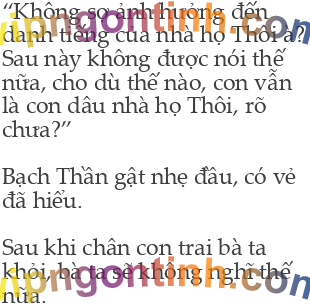 “Không sợ ảnh hưởng đến
danh tiếng của nhà họ Thôi à?
Sau này không được nói thế
nữa, cho dù thế nào, con vẫn
là con dâu nhà họ Thôi, rõ
chưa?”
Bạch Thần gật nhẹ đầu, có vẻ
đã hiểu.
Sau khi chân con trai bà ta
khỏi, bà ta sẽ không nghĩ thế
nữa.
vipngontinh.com
vipngontinh.com